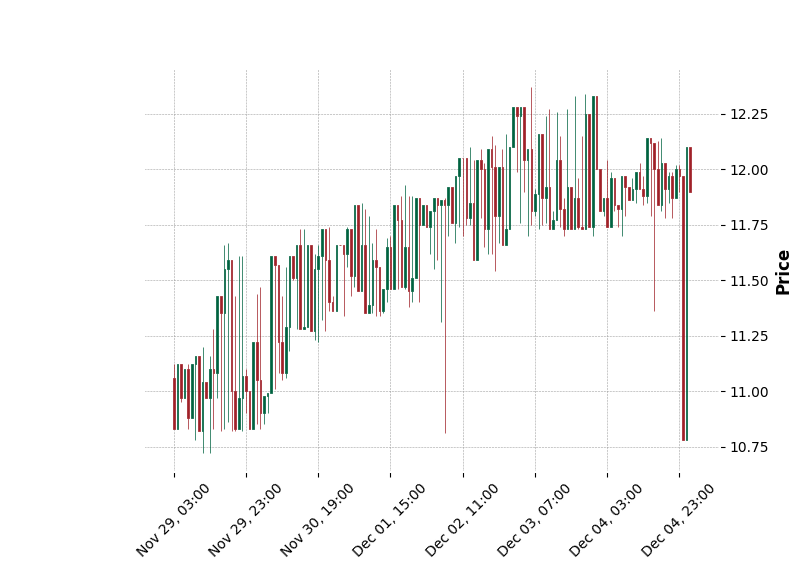 12.25
12.00
11.75
11.50
11.25
11.00
10.75
Price
Nov 29, 03:00
Nov 29, 23:00
Nov 30, 19:00
Dec 01, 15:00
Dec 02, 11:00
Dec 03, 07:00
Dec 04, 03:00
Dec 04, 23:00